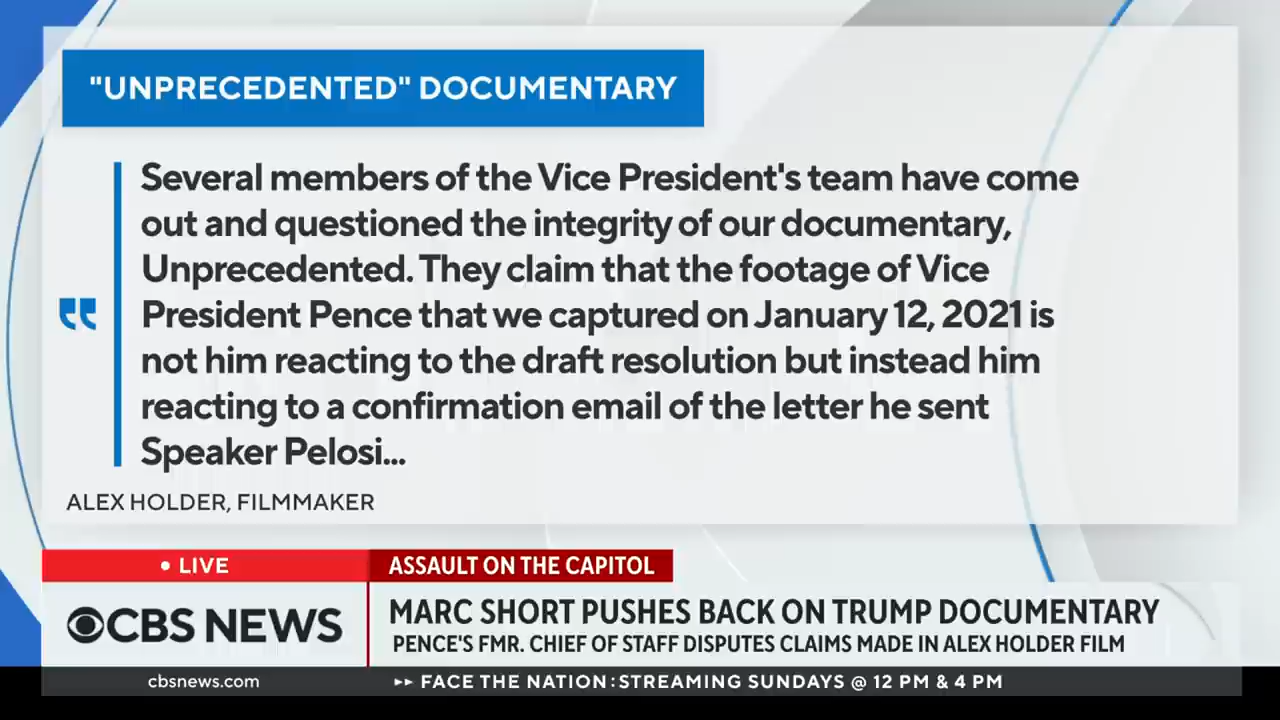 "UNPRECEDENTED" DOCUMENTARY
Several members of the Vice President's team have come
out and questioned the integrity of our documentary,
Unprecedented. They claim that the footage of Vice
President Pence that we captured on January 12, 2021 is
not him reacting to the draft resolution but instead him
reacting to a confirmation email of the letter he sent
Speaker Pelosi...
ALEX HOLDER, FILMMAKER
• LIVE
ASSAULT ON THE CAPITOL
CBS NEWS
MARC SHORT PUSHES BACK ON TRUMP DOCUMENTARY
PENCE'S FMR. CHIEF OF STAFF DISPUTES CLAIMS MADE IN ALEX HOLDER FILM
cbsnews.com
▸▸ FACE THE NATION: STREAMING SUNDAYS @ 12 PM & 4 PM